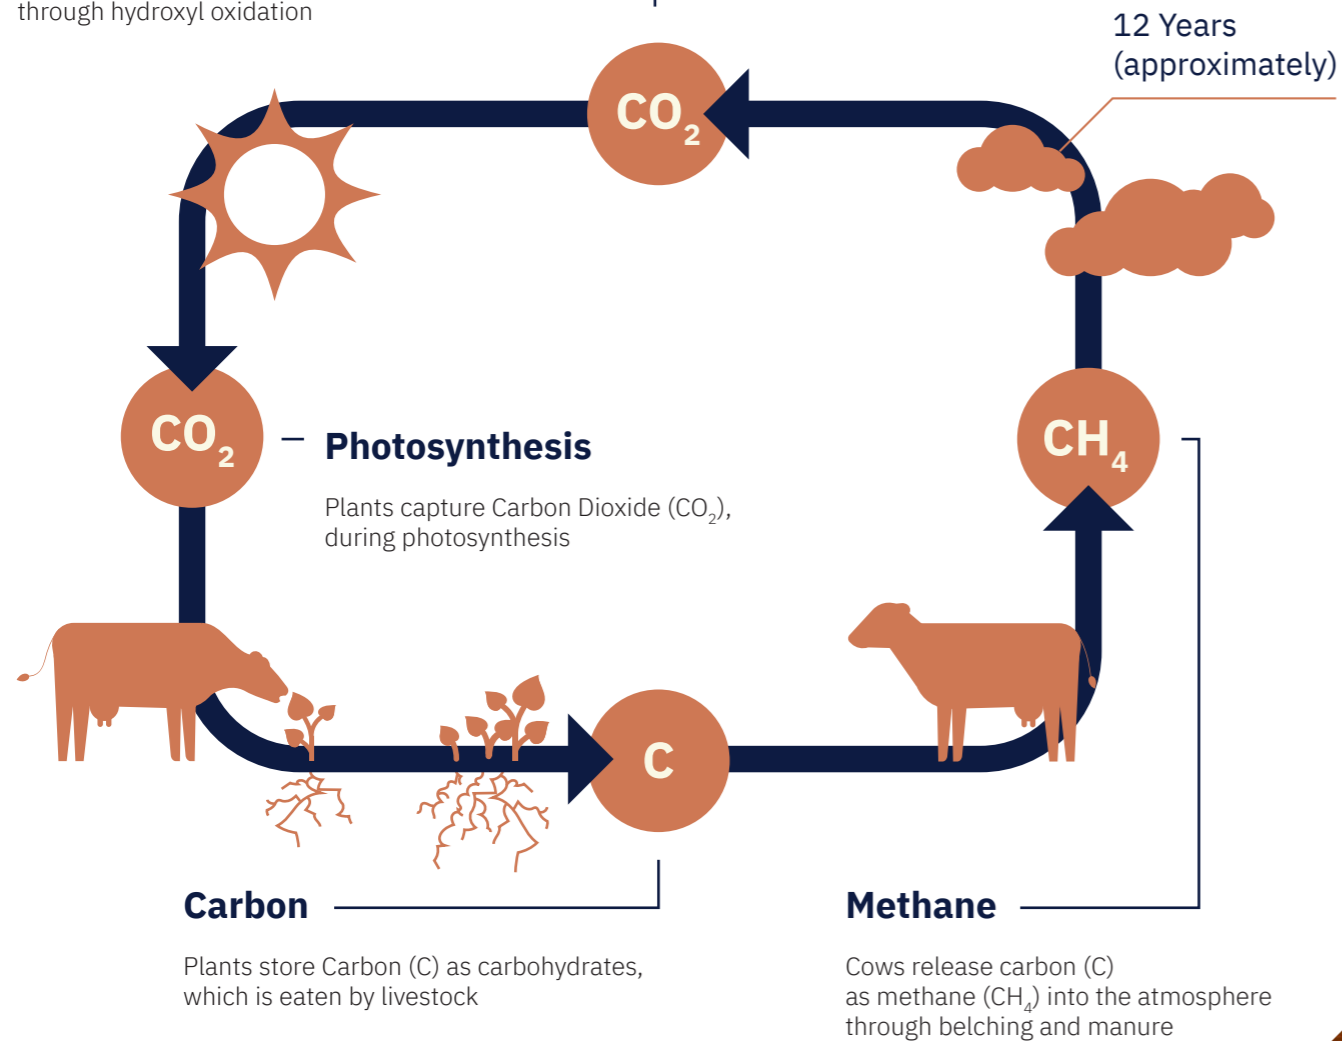 through hydroxyl oxidation
12 Years
(approximately)
CO₂
CO₂
Photosynthesis
Plants capture Carbon Dioxide (CO₂),
during photosynthesis
CH₄
C
Carbon
Plants store Carbon (C) as carbohydrates,
which is eaten by livestock
Methane
Cows release carbon (C)
as methane (CH₄) into the atmosphere
through belching and manure